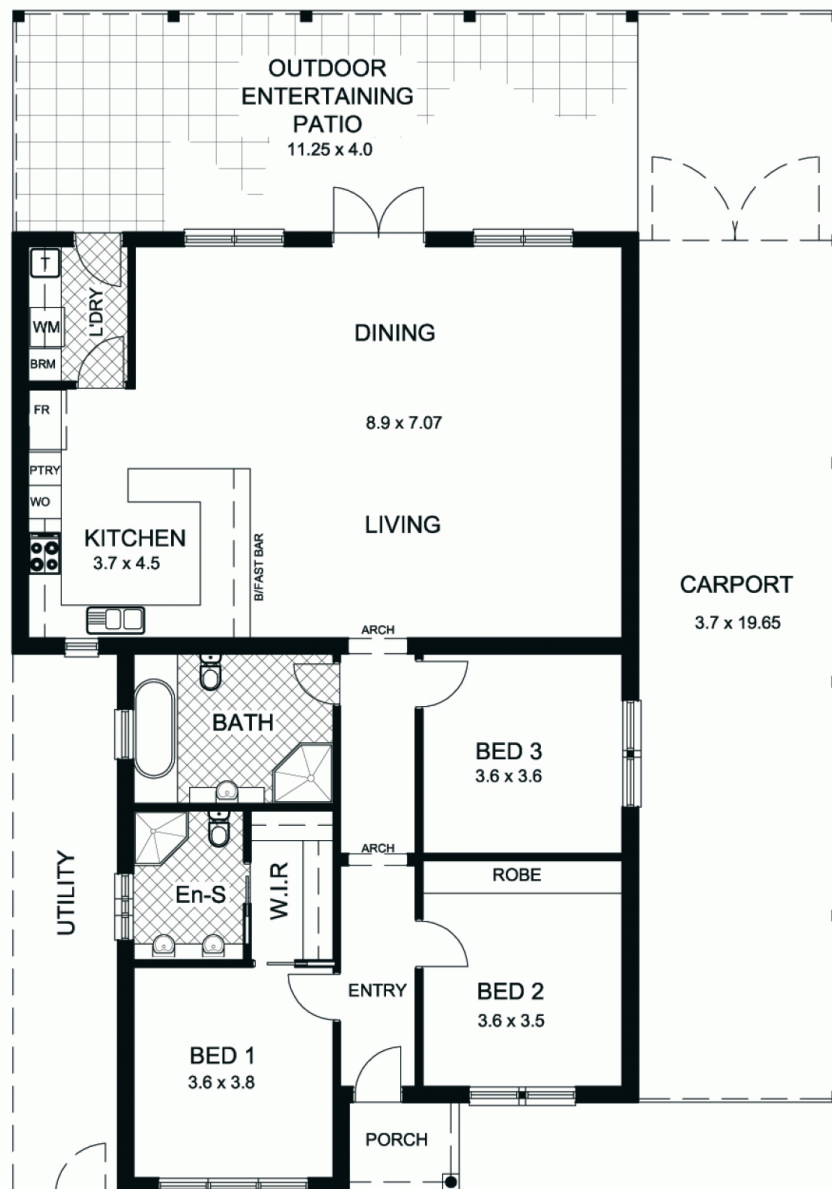 OUTDOOR
ENTERTAINING
PATIO
11.25 x 4.0
T
WM
L'DRY
BRM
DINING
FR
8.9 x 7.07
PTRY
WO
LIVING
KITCHEN
3.7 x 4.5
B/FAST BAR
CARPORT
3.7 x 19.65
ARCH
BATH
BED 3
3.6 x 3.6
ARCH
ROBE
UTILITY
En-S
W.I.R
ENTRY
BED 2
3.6 x 3.5
BED 1
3.6 x 3.8
PORCH